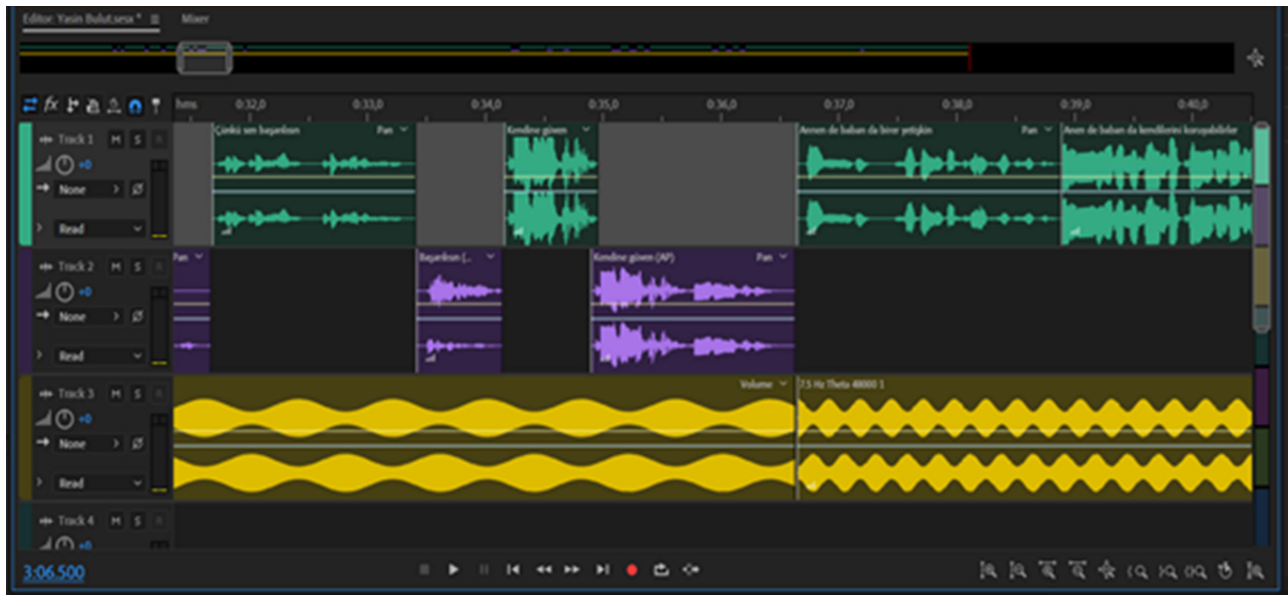 Editor: Yasin Bulut.sesx * Mixer
hms 0:32,0 0:33,0 0:34,0 0:35,0 0:36,0 0:37,0 0:38,0 0:39,0 0:40,0
Track 1 M S R
+0
None
Read
Çünkü sen başarılısın Pan
Kendine güven
Annen de baban da birer yetişkin Pan
Anen de baban da kendilerini koruyabilirler
Track 2 M S R
+0
None
Read
Pan
Başarılısın (...
Kendine güven (AP) Pan
Track 3 M S R
+0
None
Read
Volume
7.5 Hz Theta 48000 1
Track 4 M S R
+0
3:06.500